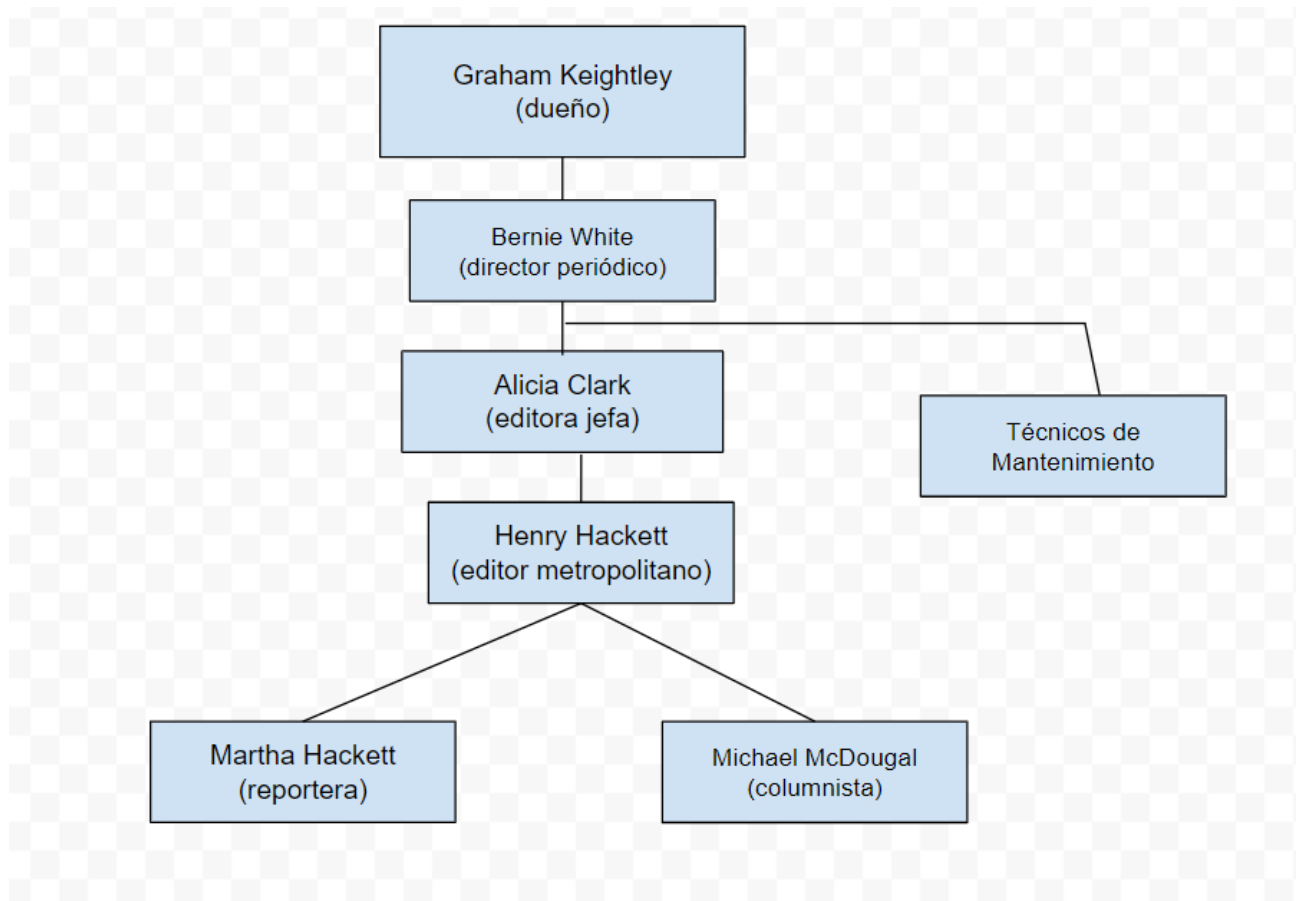 Graham Keightley
(dueño)
Bernie White
(director periódico)
Alicia Clark
(editora jefa)
Técnicos de
Mantenimiento
Henry Hackett
(editor metropolitano)
Martha Hackett
(reportera)
Michael McDougal
(columnista)